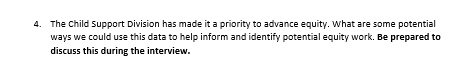 4. The Child Support Division has made it a priority to advance equity. What are some potential
ways we could use this data to help inform and identify potential equity work. Be prepared to
discuss this during the interview.